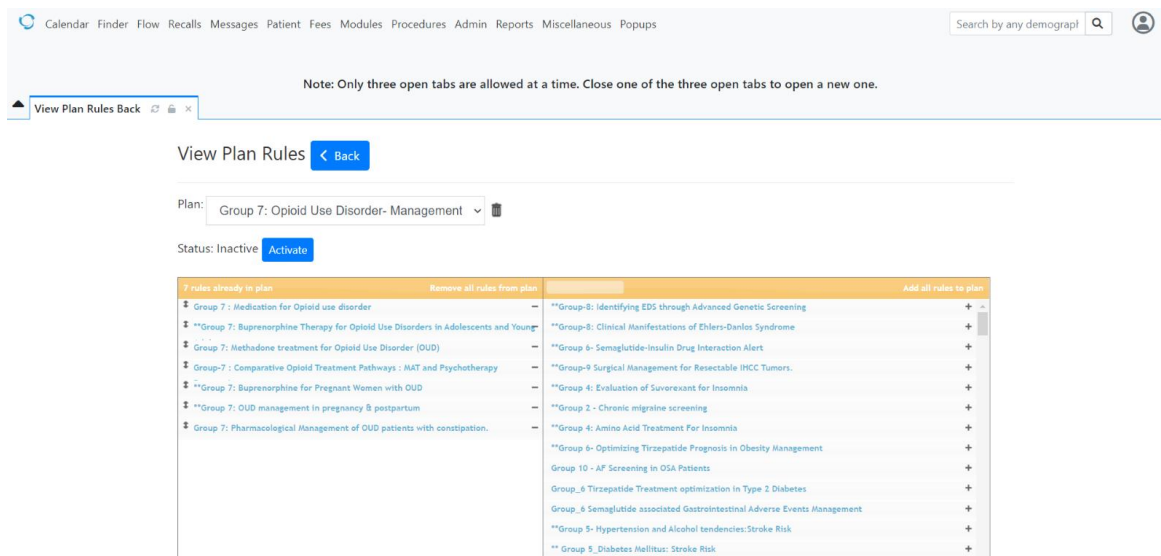 Calendar Finder Flow Recalls Messages Patient Fees Modules Procedures Admin Reports Miscellaneous Popups
Search by any demograph
Note: Only three open tabs are allowed at a time. Close one of the three open tabs to open a new one.
View Plan Rules Back
View Plan Rules
Back
Plan: Group 7: Opioid Use Disorder- Management
Status: Inactive Activate
7 rules already in plan Remove all rules from plan
Group 7 : Medication for Opioid use disorder
**Group 7: Buprenorphine Therapy for Opioid Use Disorders in Adolescents and Young
Group 7: Methadone treatment for Opioid Use Disorder (OUD)
Group-7 : Comparative Opioid Treatment Pathways : MAT and Psychotherapy
**Group 7: Buprenorphine for Pregnant Women with OUD
**Group 7: OUD management in pregnancy & postpartum
Group 7: Pharmacological Management of OUD patients with constipation.
Add all rules to plan
**Group-8: Identifying EDS through Advanced Genetic Screening
**Group-8: Clinical Manifestations of Ehlers-Danlos Syndrome
**Group 6- Semaglutide-Insulin Drug Interaction Alert
**Group-9 Surgical Management for Resectable IHCC Tumors.
**Group 4: Evaluation of Suvorexant for Insomnia
**Group 2 - Chronic migraine screening
**Group 4: Amino Acid Treatment For Insomnia
**Group 6- Optimizing Tirzepatide Prognosis in Obesity Management
Group 10 - AF Screening in OSA Patients
Group_6 Tirzepatide Treatment optimization in Type 2 Diabetes
Group_6 Semaglutide associated Gastrointestinal Adverse Events Management
**Group 5- Hypertension and Alcohol tendencies:Stroke Risk
** Group 5_Diabetes Mellitus: Stroke Risk